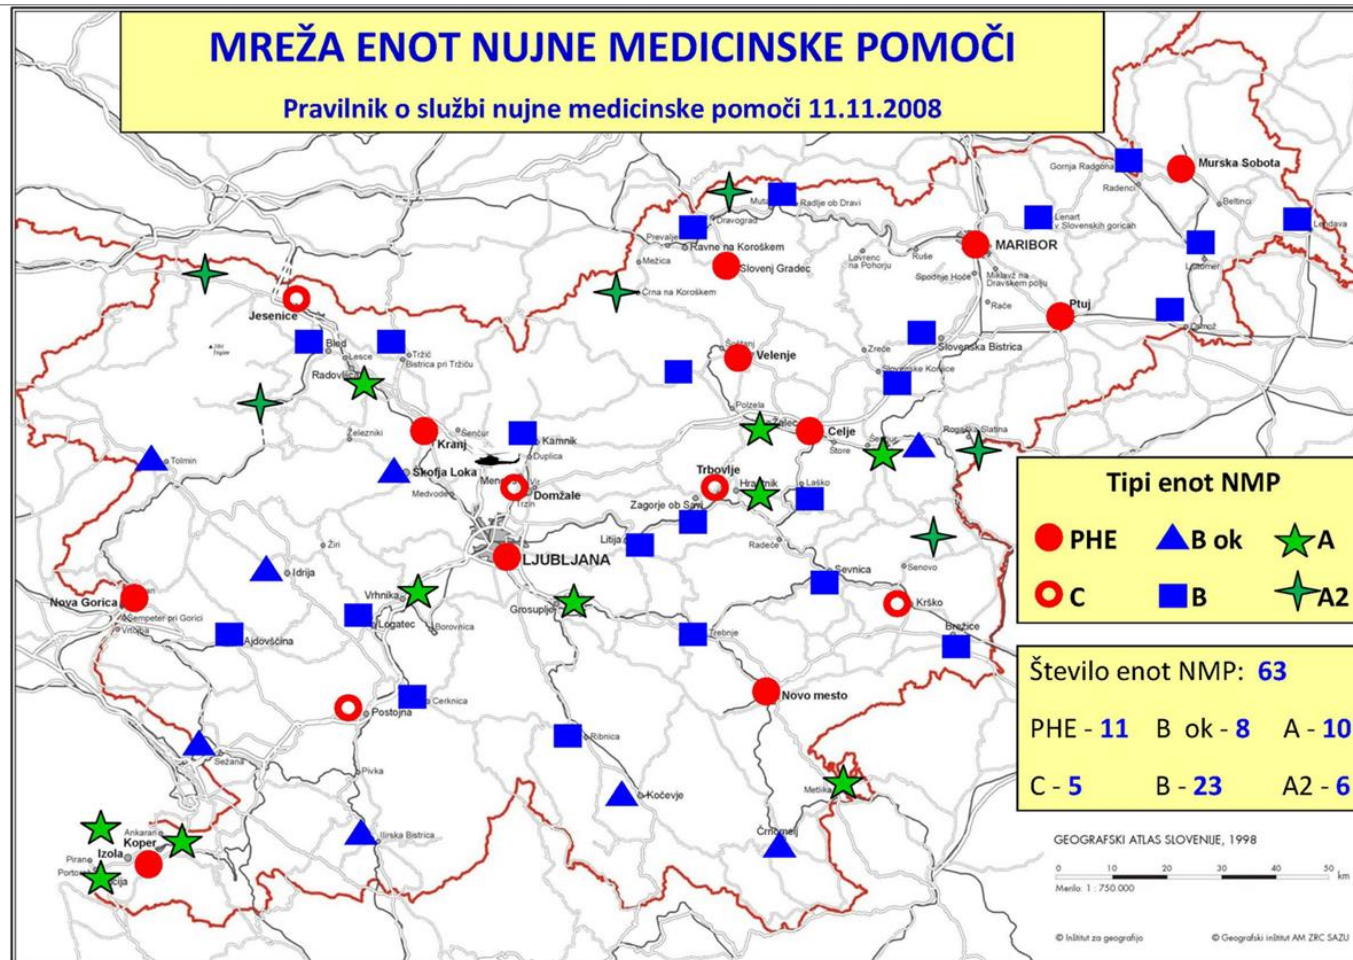 MREŽA ENOT NUJNE MEDICINSKE POMOČI
Pravilnik o službi nujne medicinske pomoči 11.11.2008
Gornja Radgona
Murska Sobota
Radenci
Beltinci
Muta
Radlje ob Dravi
Dravograd
Lenart
v Slovenskih goricah
Lendava
Prevalje
Ravne na Koroškem
MARIBOR
Mežica
Slovenj Gradec
Lovrenc
na Pohorju
Ruše
Spodnje Hoče
Miklavž na
Dravskem polju
Ljutomer
Črna na Koroškem
Rače
Ptuj
Jesenice
Ormož
Bled
Lesce
Tržič
Bistrica pri Tržiču
Radovljica
Šoštanj
Velenje
Zreče
Slovenska Bistrica
Slovenske Konjice
Polzela
Žalec
Celje
Kranj
Šenčur
Železniki
Kamnik
Duplica
Štore
Rogaška Slatina
Tolmin
Škofja Loka
Medvode
Domžale
Trzin
Trbovlje
Hrastnik
Laško
Zagorje ob Savi
Žiri
Litija
Radeče
LJUBLJANA
Idrija
Sevnica
Senovo
Nova Gorica
Vrhnika
Grosuplje
Krško
Šempeter pri Gorici
Vrtojba
Logatec
Borovnica
Ajdovščina
Trebnje
Brežice
Novo mesto
Cerknica
Postojna
Ribnica
Sežana
Pivka
Kočevje
Metlika
Ankaran
Koper
Izola
Piran
Ilirska Bistrica
Črnomelj
Tipi enot NMP
PHE B ok A
C B A2
Število enot NMP: 63
PHE - 11 B ok - 8 A - 10
C - 5 B - 23 A2 - 6
GEOGRAFSKI ATLAS SLOVENIJE, 1998
0 10 20 30 40 50 km
Merilo: 1 : 750 000
© Inštitut za geografijo © Geografski inštitut AM ZRC SAZU